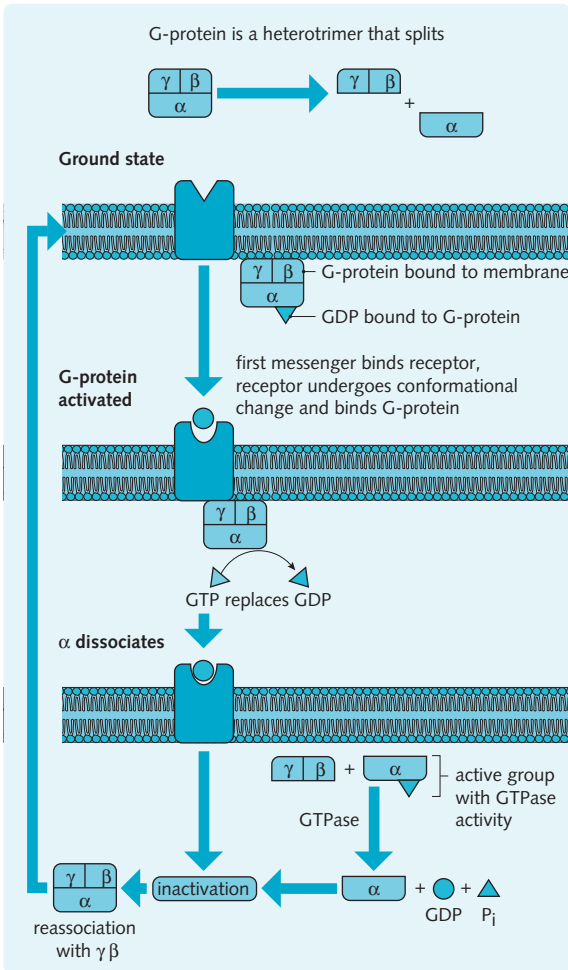 G-protein is a heterotrimer that splits
γ β
α
γ β
+
α
Ground state
γ β
G-protein bound to membrane
α
GDP bound to G-protein
first messenger binds receptor,
receptor undergoes conformational
change and binds G-protein
G-protein
activated
γ β
α
GTP replaces GDP
α dissociates
γ β + α
active group
with GTPase
activity
GTPase
γ β
α
inactivation
α + +
GDP Pi
reassociation
with γ β